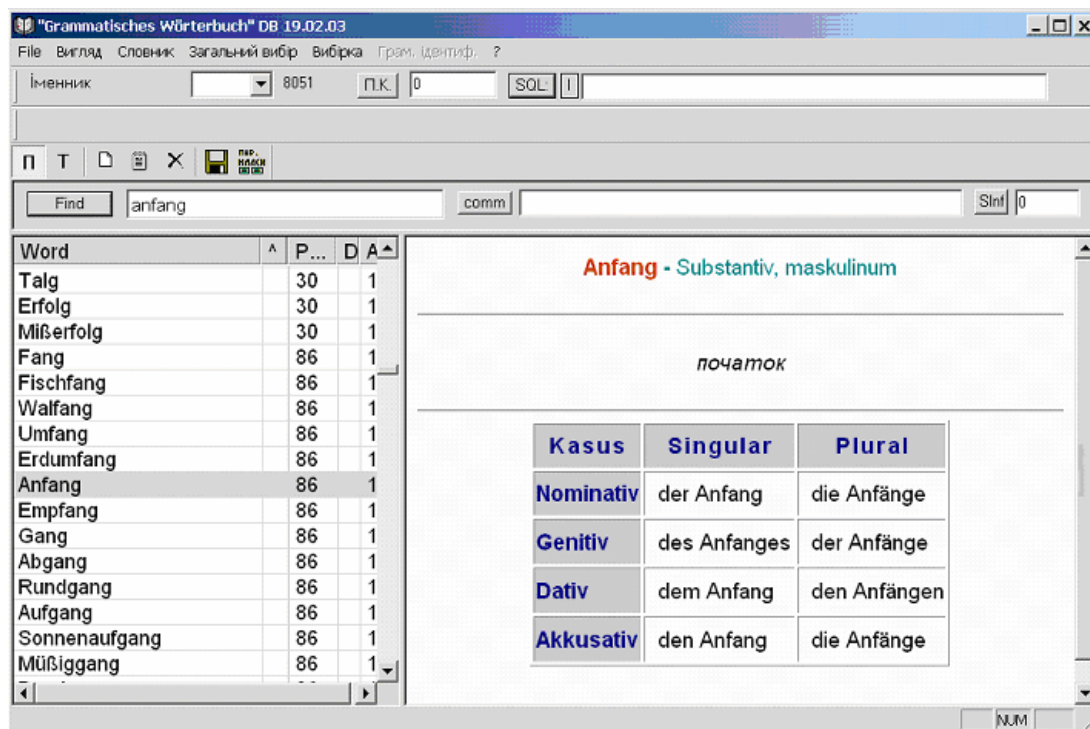 "Grammatisches Wörterbuch" DB 19.02.03
File Вигляд Словник Загальний вибір Вибірка Грам. ідентиф. ?
Іменник 8051 П.К. 0 SQL: I
П Т ПАР.
Find anfang comm SInf 0
Word ^ P... D A
Talg 30 1
Erfolg 30 1
Mißerfolg 30 1
Fang 86 1
Fischfang 86 1
Walfang 86 1
Umfang 86 1
Erdumfang 86 1
Anfang 86 1
Empfang 86 1
Gang 86 1
Abgang 86 1
Rundgang 86 1
Aufgang 86 1
Sonnenaufgang 86 1
Müßiggang 86 1
Anfang - Substantiv, maskulinum
початок
Kasus Singular Plural
Nominativ der Anfang die Anfänge
Genitiv des Anfanges der Anfänge
Dativ dem Anfang den Anfängen
Akkusativ den Anfang die Anfänge
NUM